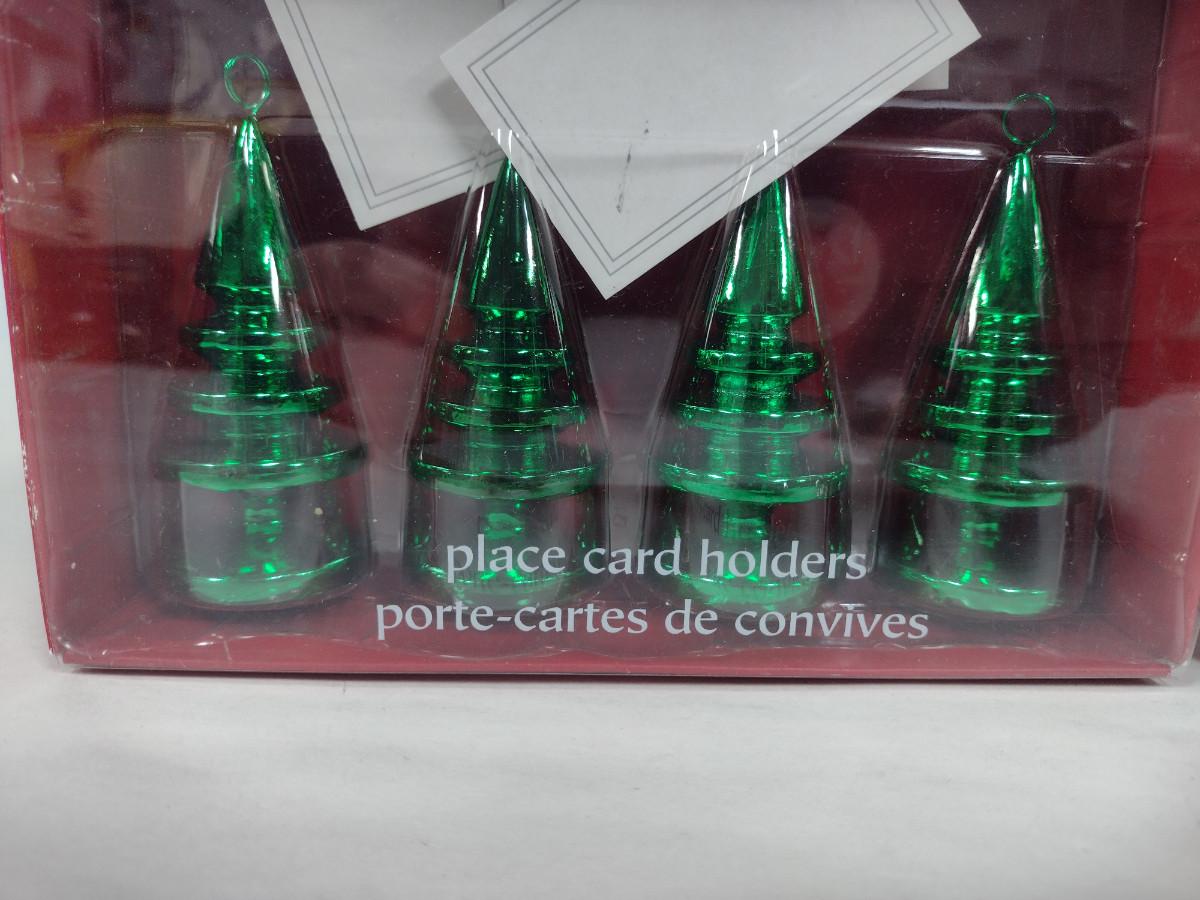 place card holders
porte-cartes de convives